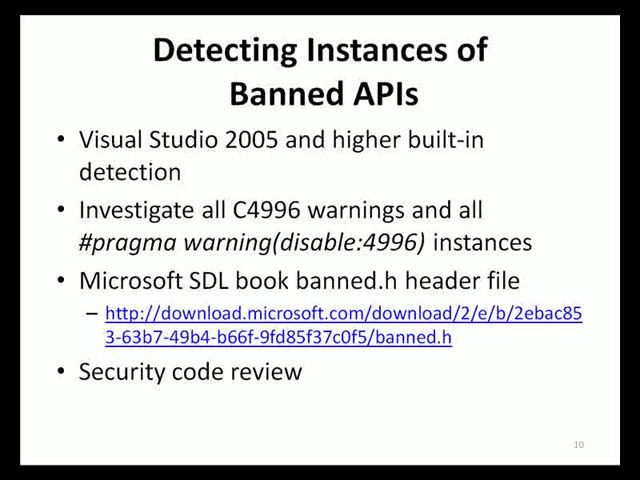 Detecting Instances of
Banned APIs
• Visual Studio 2005 and higher built-in
detection
• Investigate all C4996 warnings and all
#pragma warning(disable:4996) instances
• Microsoft SDL book banned.h header file
– http://download.microsoft.com/download/2/e/b/2ebac85
3-63b7-49b4-b66f-9fd85f37c0f5/banned.h
• Security code review
10